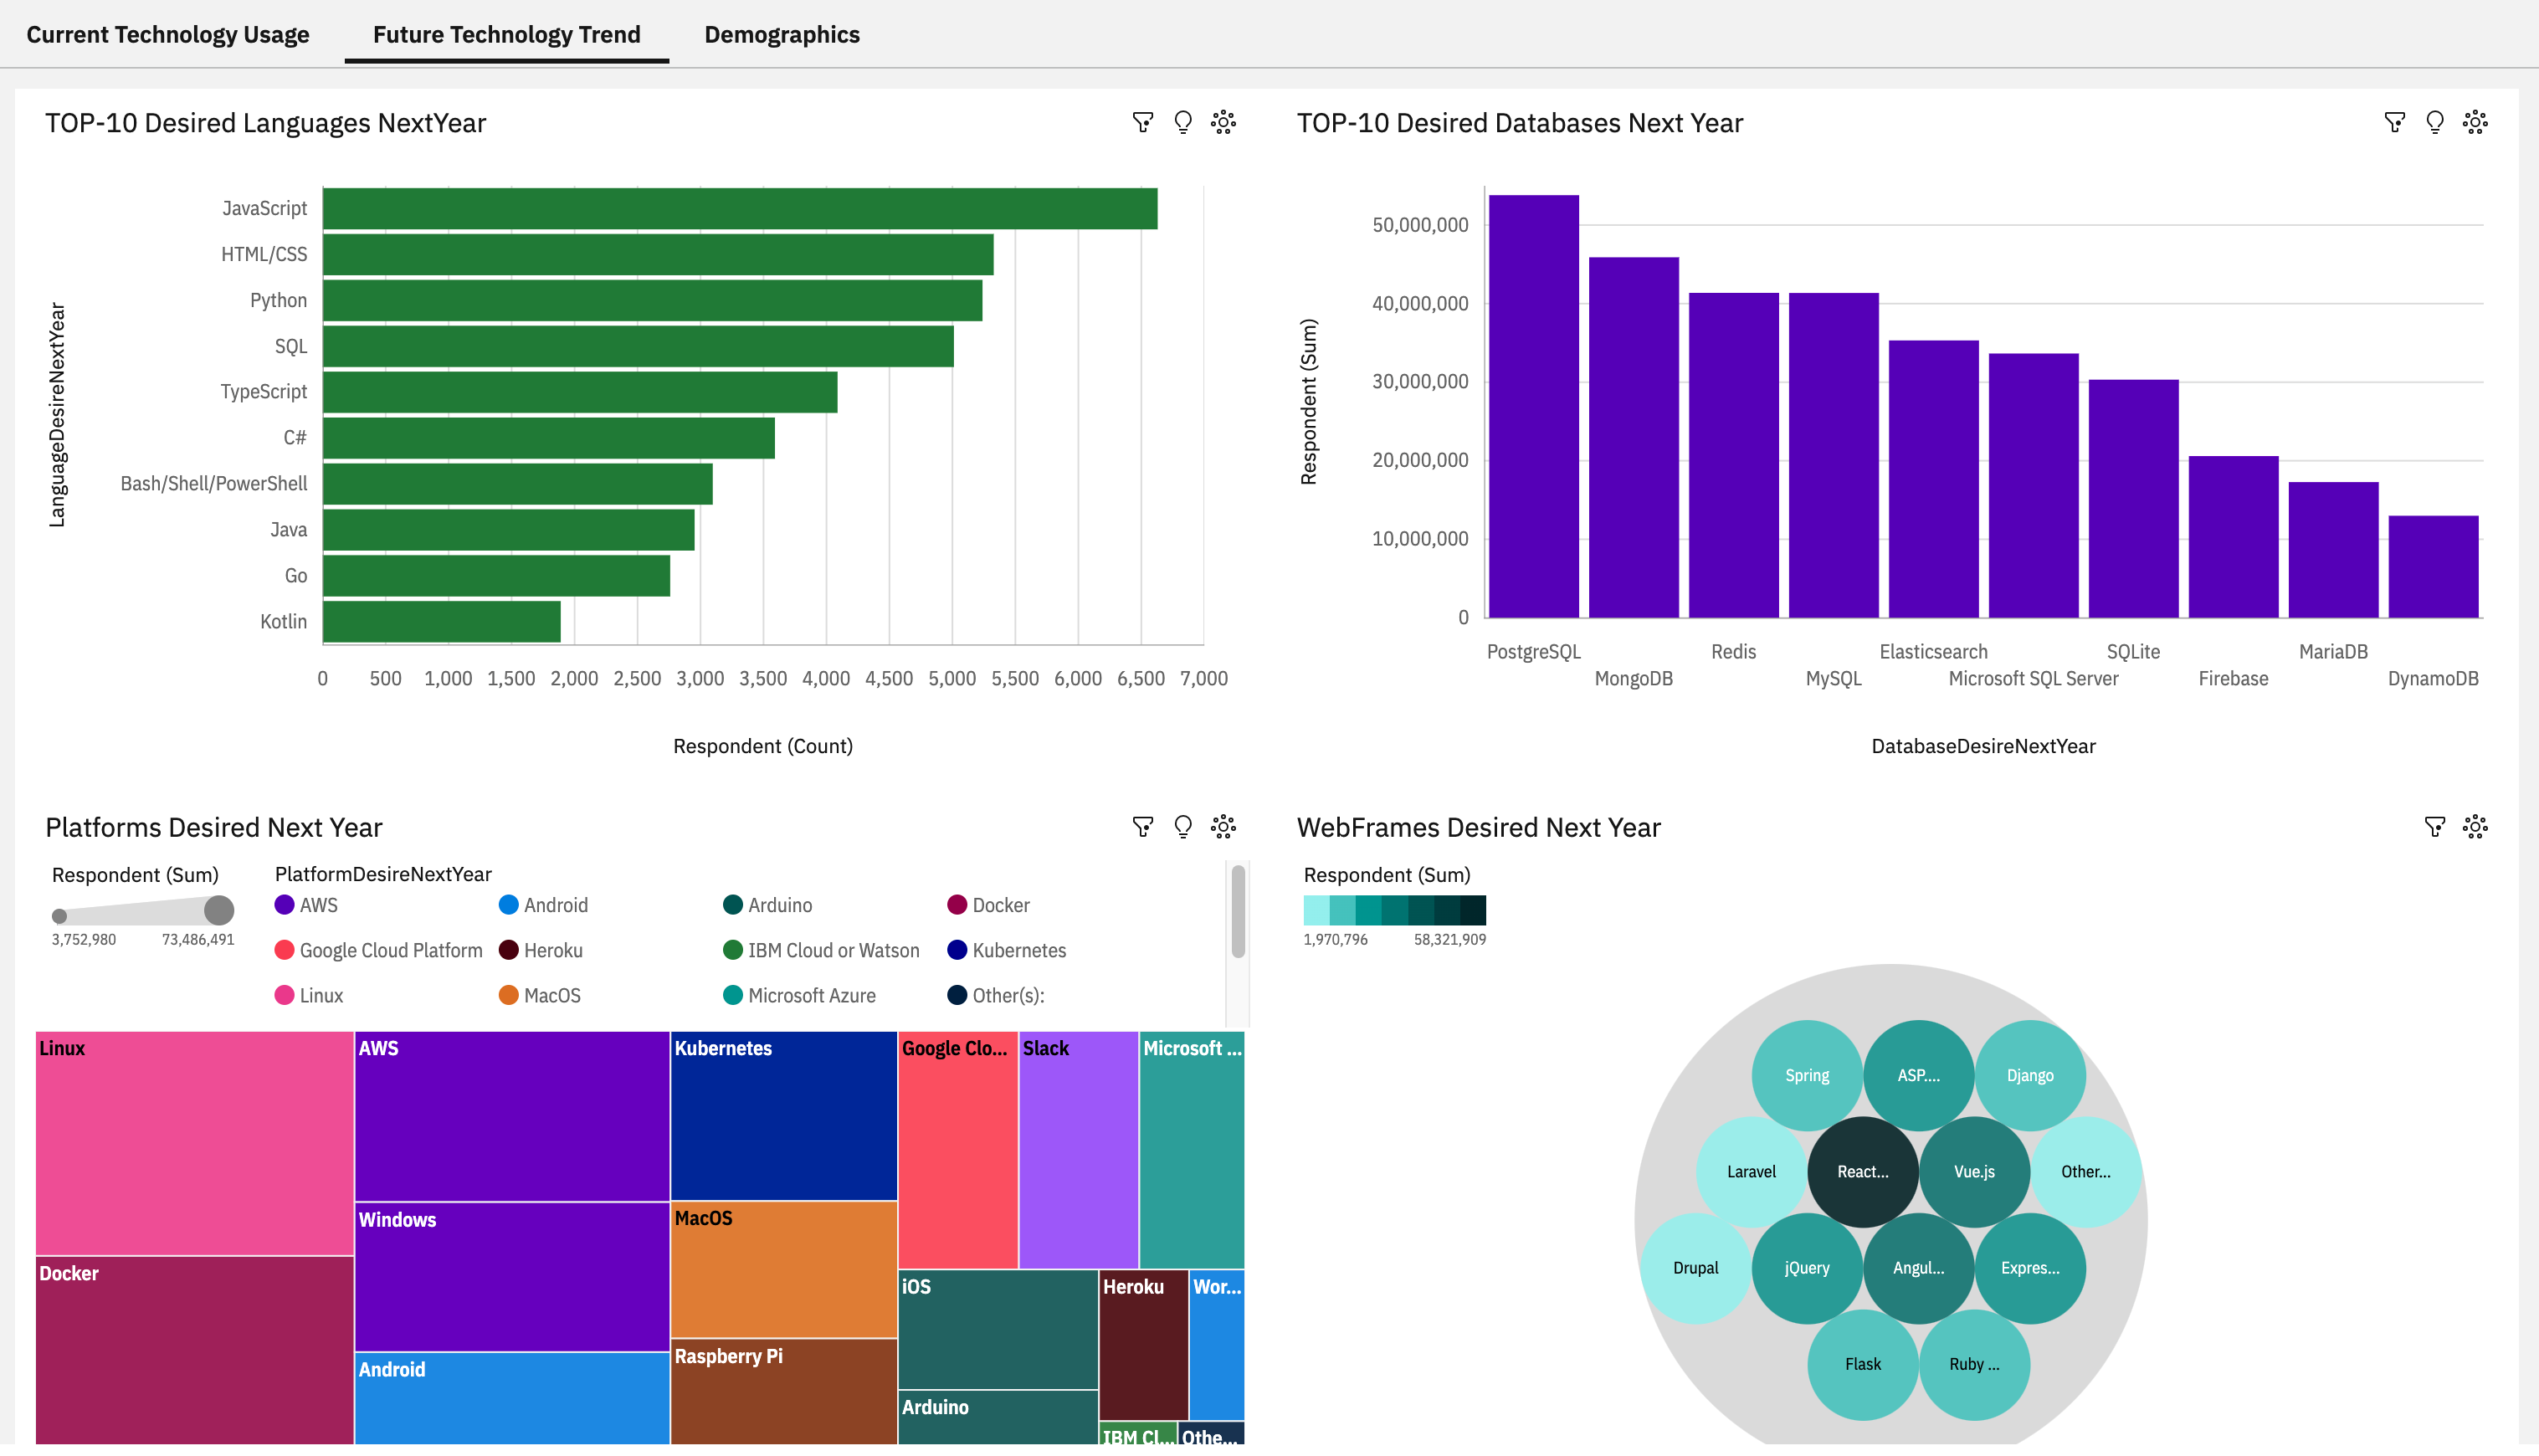 Current Technology Usage
Future Technology Trend
Demographics
TOP-10 Desired Languages NextYear
LanguageDesireNextYear
JavaScript
HTML/CSS
Python
SQL
TypeScript
C#
Bash/Shell/PowerShell
Java
Go
Kotlin
0 500 1,000 1,500 2,000 2,500 3,000 3,500 4,000 4,500 5,000 5,500 6,000 6,500 7,000
Respondent (Count)
TOP-10 Desired Databases Next Year
Respondent (Sum)
50,000,000
40,000,000
30,000,000
20,000,000
10,000,000
0
PostgreSQL Redis Elasticsearch SQLite MariaDB
MongoDB MySQL Microsoft SQL Server Firebase DynamoDB
DatabaseDesireNextYear
Platforms Desired Next Year
Respondent (Sum)
3,752,980 73,486,491
PlatformDesireNextYear
AWS Android Arduino Docker
Google Cloud Platform Heroku IBM Cloud or Watson Kubernetes
Linux MacOS Microsoft Azure Other(s):
Linux
Docker
AWS
Windows
Android
Kubernetes
MacOS
Raspberry Pi
Google Clo...
Slack
Microsoft ...
iOS
Arduino
Heroku
Wor...
IBM Cl...
Othe...
WebFrames Desired Next Year
Respondent (Sum)
1,970,796 58,321,909
Spring ASP.... Django
Laravel React... Vue.js Other...
Drupal jQuery Angul... Expres...
Flask Ruby ...